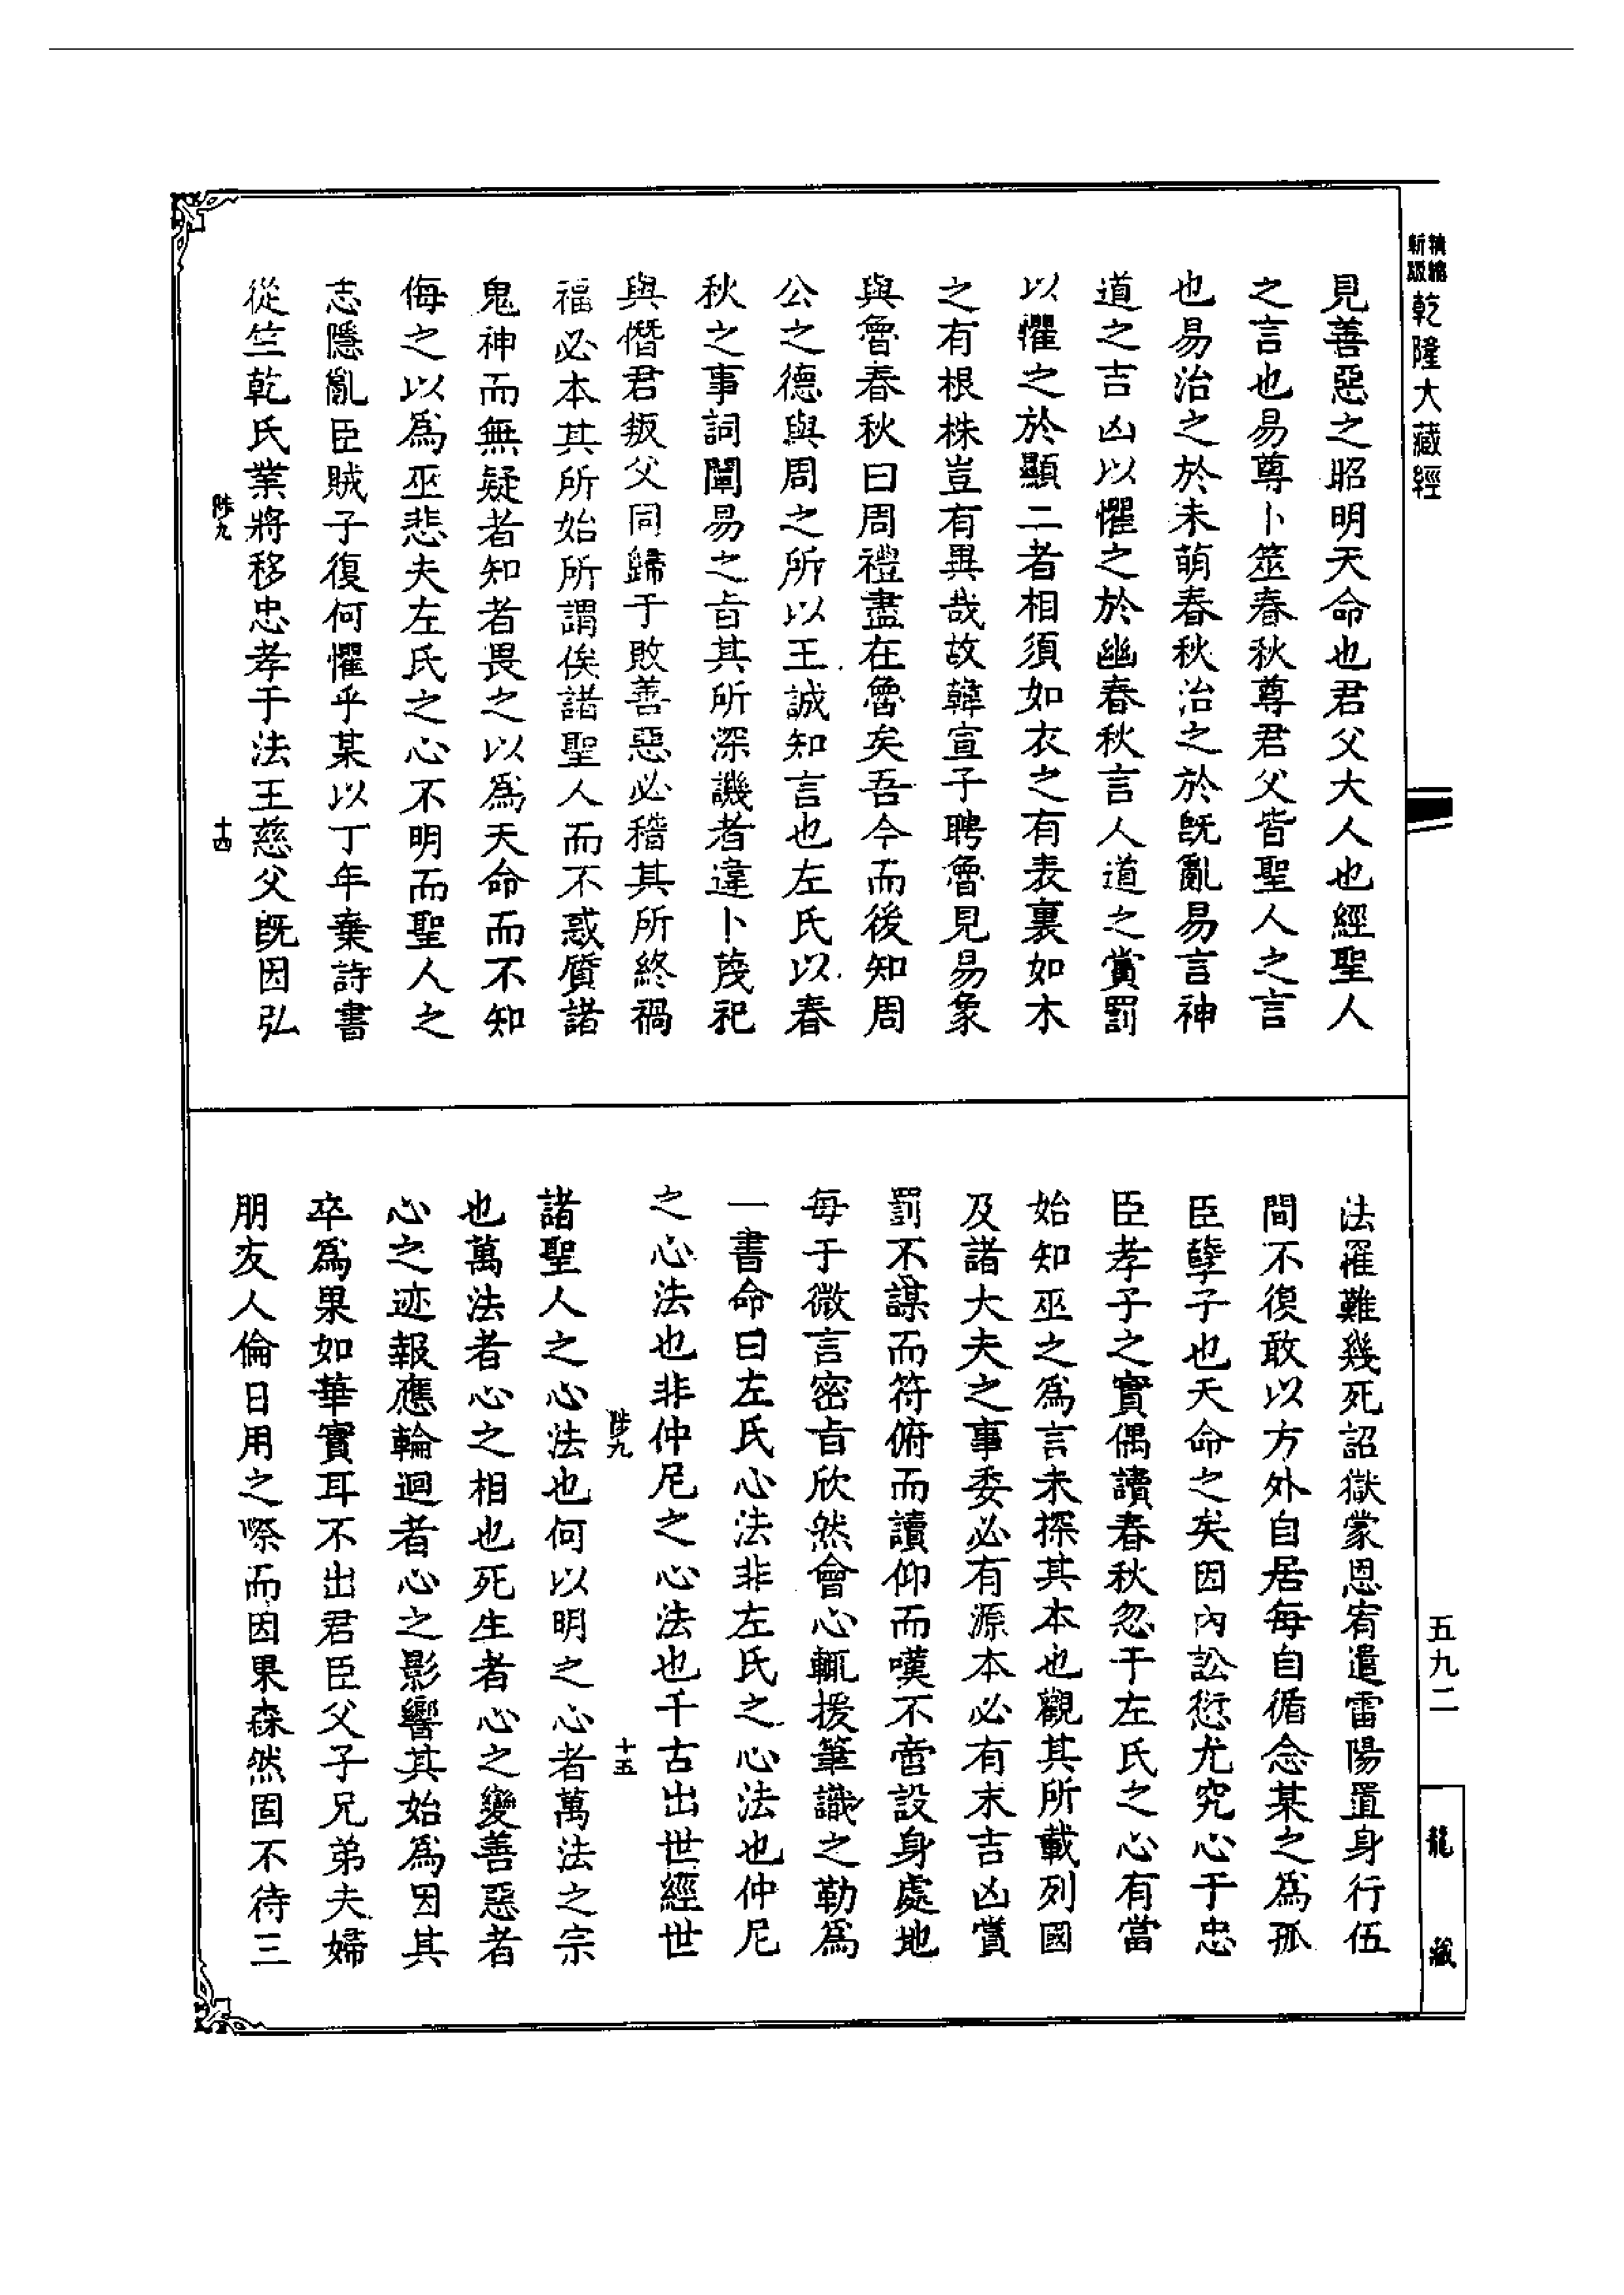 精縮新版乾隆大藏經
見善惡之昭明天命也君父大人也經聖人
之言也易尊卜筮春秋尊君父皆聖人之言
也易治之於未萌春秋治之於旣亂易言神
道之吉凶以懼之於幽春秋言人道之賞罰
以懼之於顯二者相須如衣之有表裏如木
之有根株豈有異哉故韓宣子聘魯見易象
與魯春秋曰周禮盡在魯矣吾今而後知周
公之德與周之所以王誠知言也左氏以春
秋之事詞闡易之㫖其所深譏者違卜蔑祀
與僭君叛父同歸于敗善惡必稽其所終禍
福必本其所始所謂俟諸聖人而不惑質諸
鬼神而無疑者知者畏之以爲天命而不知
侮之以爲巫悲夫左氏之心不明而聖人之
志隱亂臣賊子復何懼乎某以丁年棄詩書
從竺乾氏業將移忠孝于法王慈父旣因弘
陟九 十四
法罹難幾死詔獄蒙恩宥遣雷陽置身行伍
間不復敢以方外自居每自循念某之爲孤
臣孽子也天命之矣因內訟愆尤究心于忠
臣孝子之實偶讀春秋忽于左氏之心有當
始知巫之爲言未探其本也觀其所載列國
及諸大夫之事委必有源本必有末吉凶賞
罰不謀而符俯而讀仰而嘆不啻設身處地
每于微言密㫖欣然會心輒援筆識之勒爲
一書命曰左氏心法非左氏之心法也仲尼
之心法也非仲尼之心法也千古出世經世
陟九 十五
諸聖人之心法也何以明之心者萬法之宗
也萬法者心之相也死生者心之變善惡者
心之迹報應輪迴者心之影響其始爲因其
卒爲果如華實耳不出君臣父子兄弟夫婦
朋友人倫日用之際而因果森然固不待三
五九二
龍藏